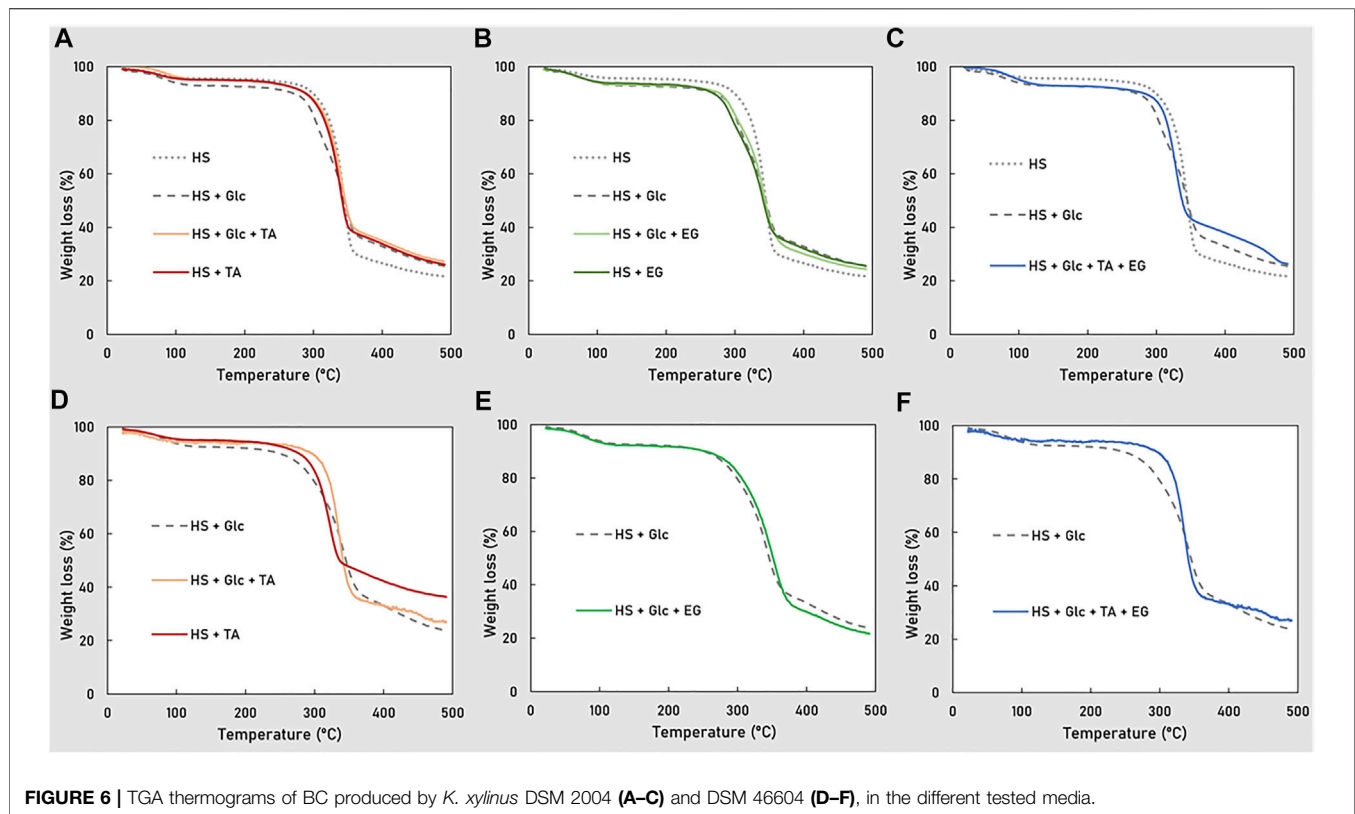 A
Weight loss (%)
100
80
60
40
20
0
HS
HS + Glc
HS + Glc + TA
HS + TA
0 100 200 300 400 500
Temperature (ºC)
B
Weight loss (%)
100
80
60
40
20
0
HS
HS + Glc
HS + Glc + EG
HS + EG
0 100 200 300 400 500
Temperature (ºC)
C
Weight loss (%)
100
80
60
40
20
0
HS
HS + Glc
HS + Glc + TA + EG
0 100 200 300 400 500
Temperature (ºC)
D
Weight loss (%)
100
80
60
40
20
0
HS + Glc
HS + Glc + TA
HS + TA
0 100 200 300 400 500
Temperature (ºC)
E
Weight loss (%)
100
80
60
40
20
0
HS + Glc
HS + Glc + EG
0 100 200 300 400 500
Temperature (ºC)
F
Weight loss (%)
100
80
60
40
20
0
HS + Glc
HS + Glc + TA + EG
0 100 200 300 400 500
Temperature (ºC)
FIGURE 6 | TGA thermograms of BC produced by K. xylinus DSM 2004 (A–C) and DSM 46604 (D–F), in the different tested media.